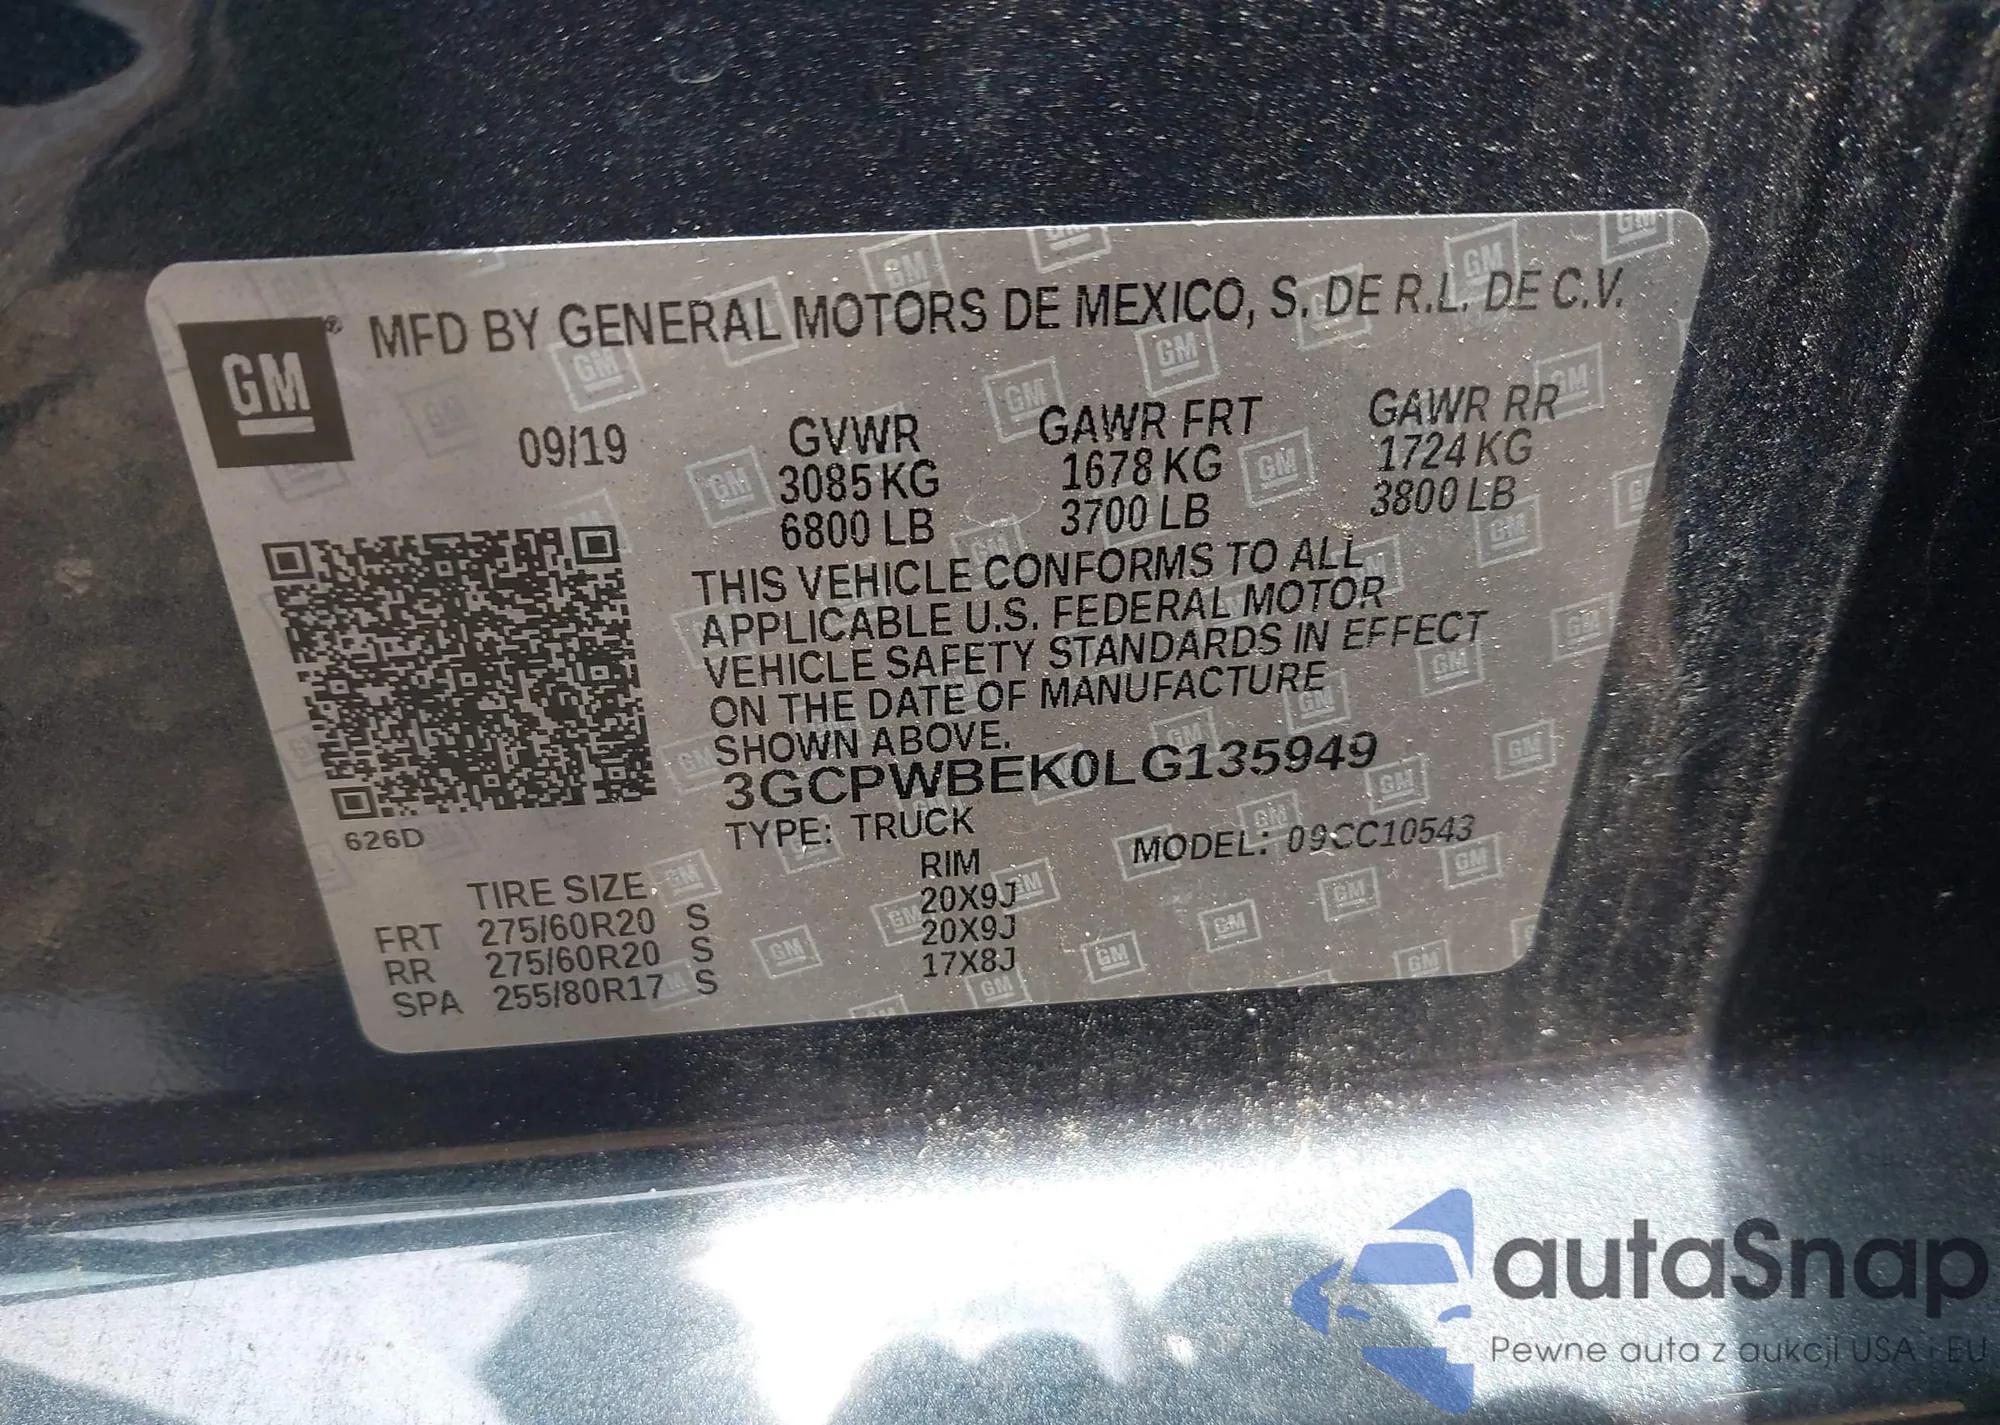 GM ® MFD BY GENERAL MOTORS DE MEXICO, S. DE R.L. DE C.V.
09/19 GVWR GAWR FRT GAWR RR
3085 KG 1678 KG 1724 KG
6800 LB 3700 LB 3800 LB
THIS VEHICLE CONFORMS TO ALL
APPLICABLE U.S. FEDERAL MOTOR
VEHICLE SAFETY STANDARDS IN EFFECT
ON THE DATE OF MANUFACTURE
SHOWN ABOVE.
3GCPWBEK0LG135949
626D TYPE: TRUCK MODEL: 09CC10543
TIRE SIZE RIM
FRT 275/60R20 S 20X9J
RR 275/60R20 S 20X9J
SPA 255/80R17 S 17X8J
autaSnap
Pewne auta z aukcji USA i EU